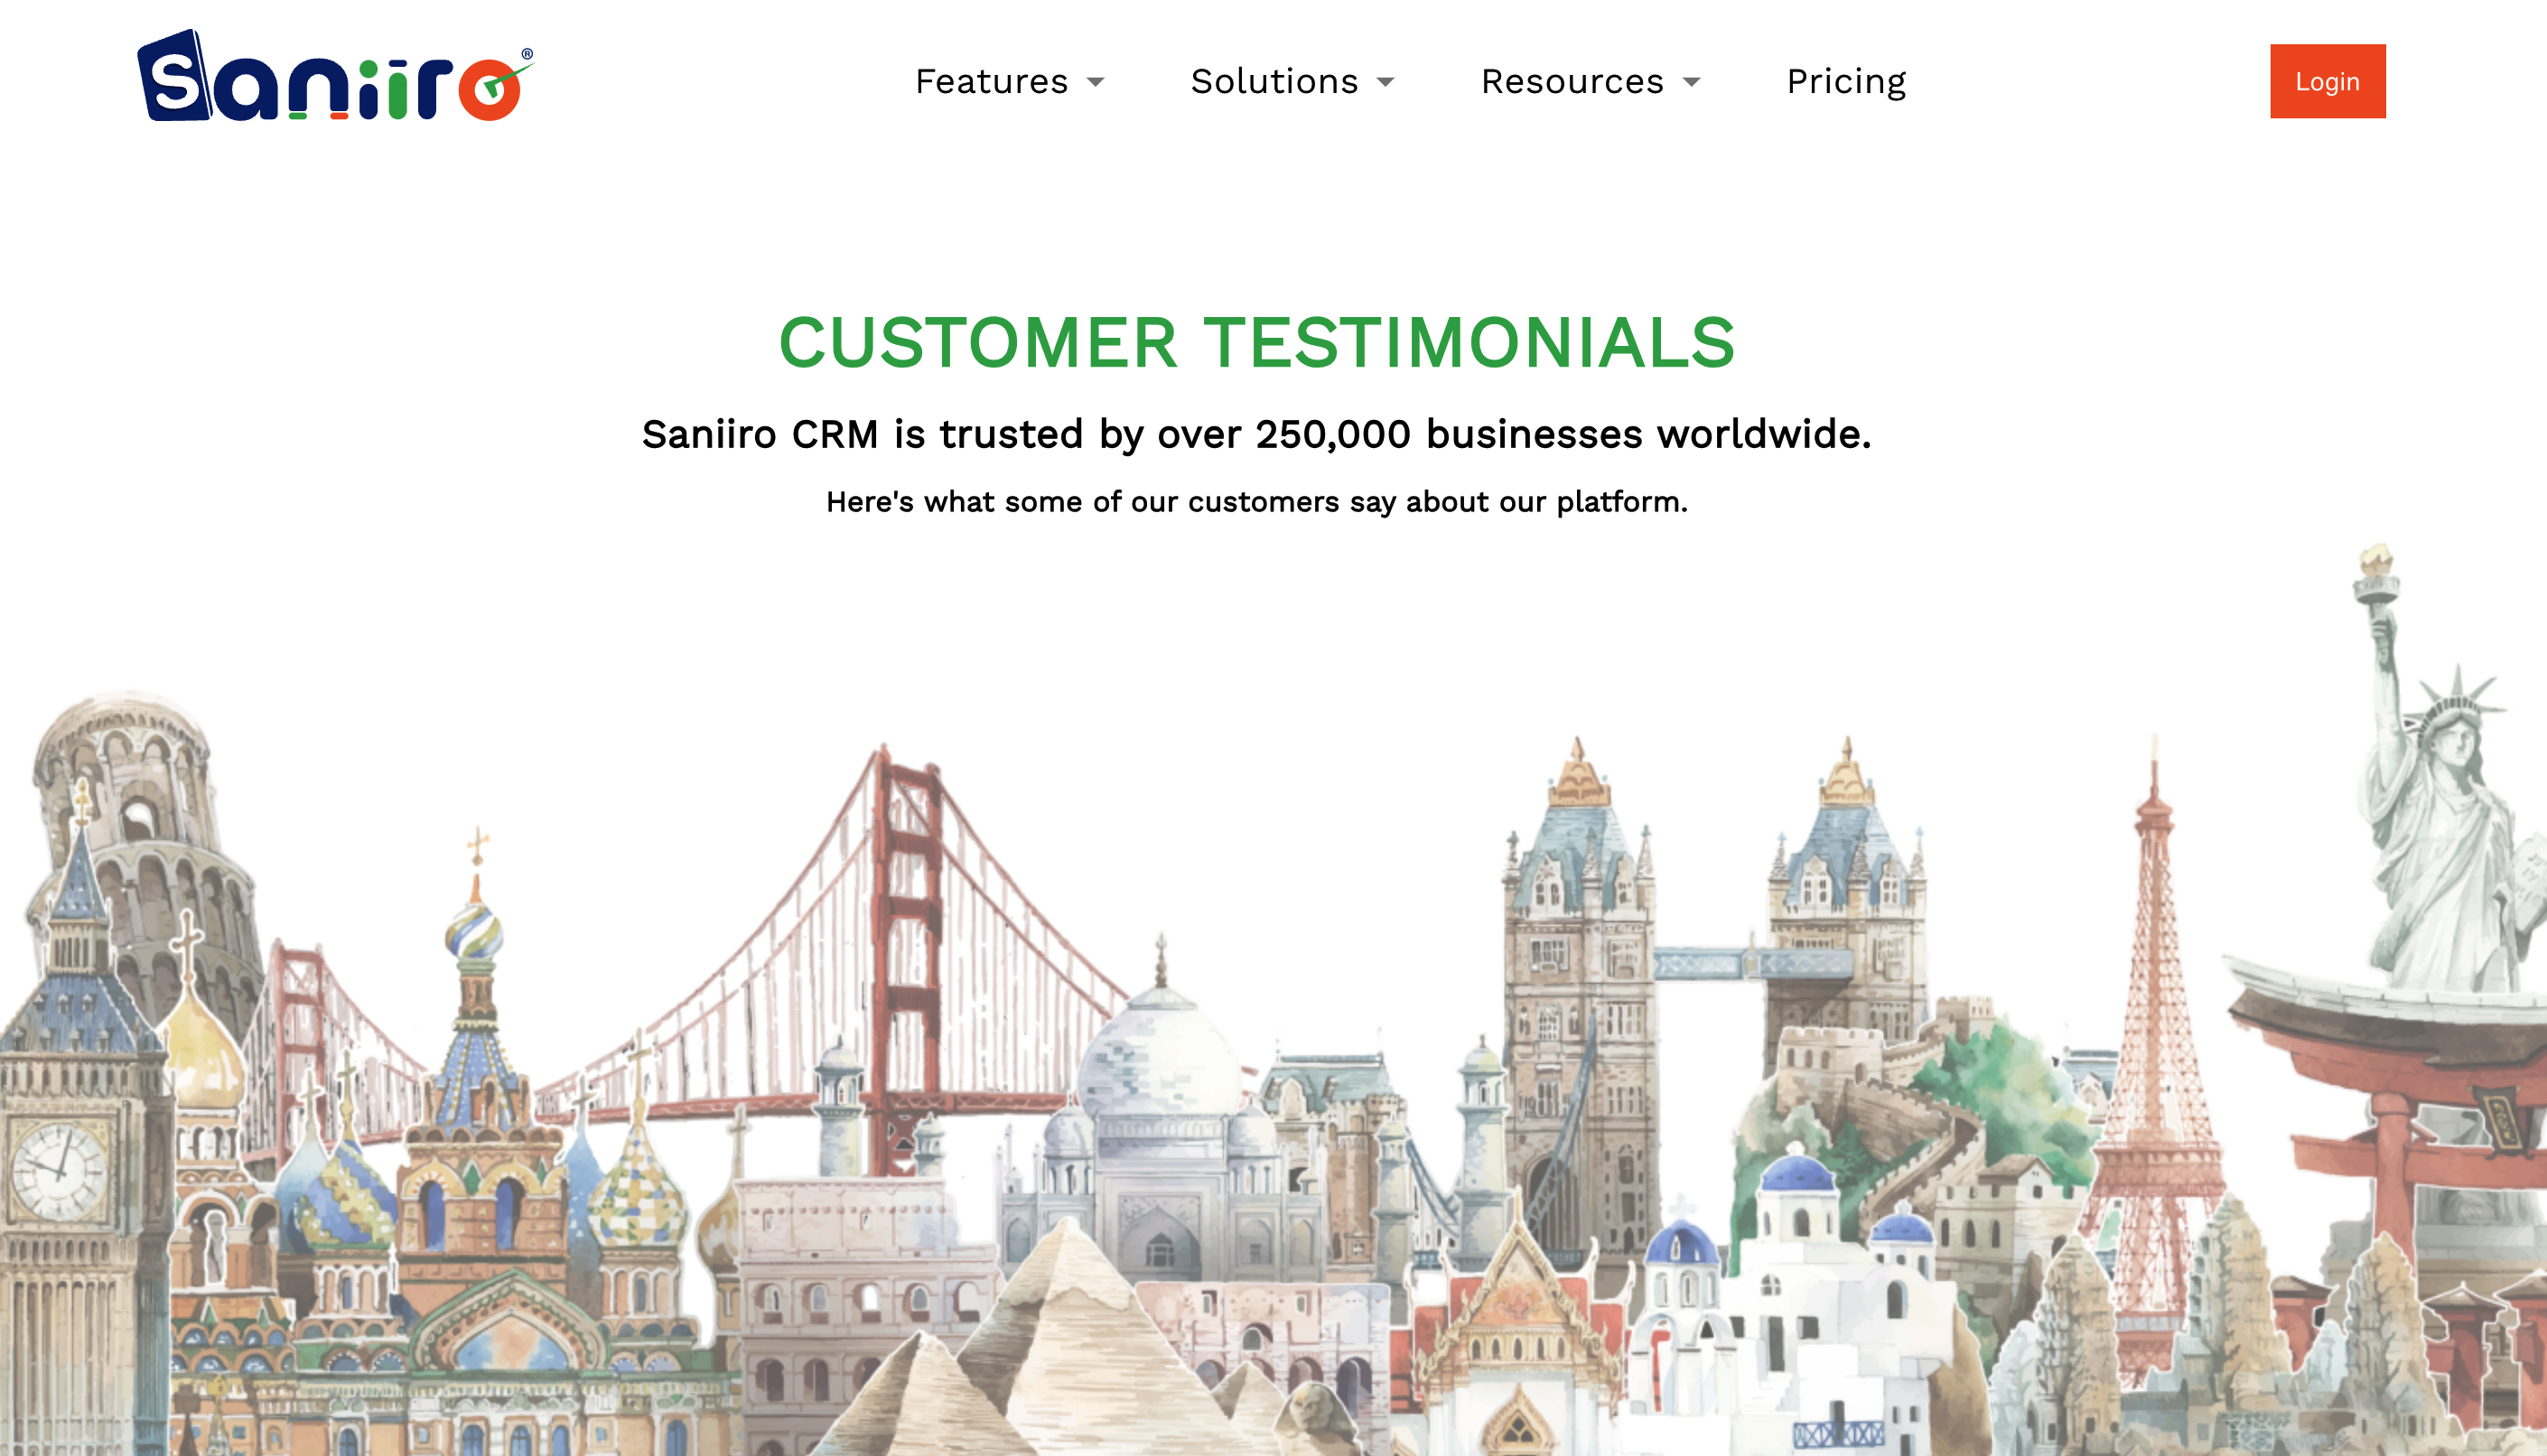 Saniiro®
Features Solutions Resources Pricing
Login
CUSTOMER TESTIMONIALS
Saniiro CRM is trusted by over 250,000 businesses worldwide.
Here's what some of our customers say about our platform.